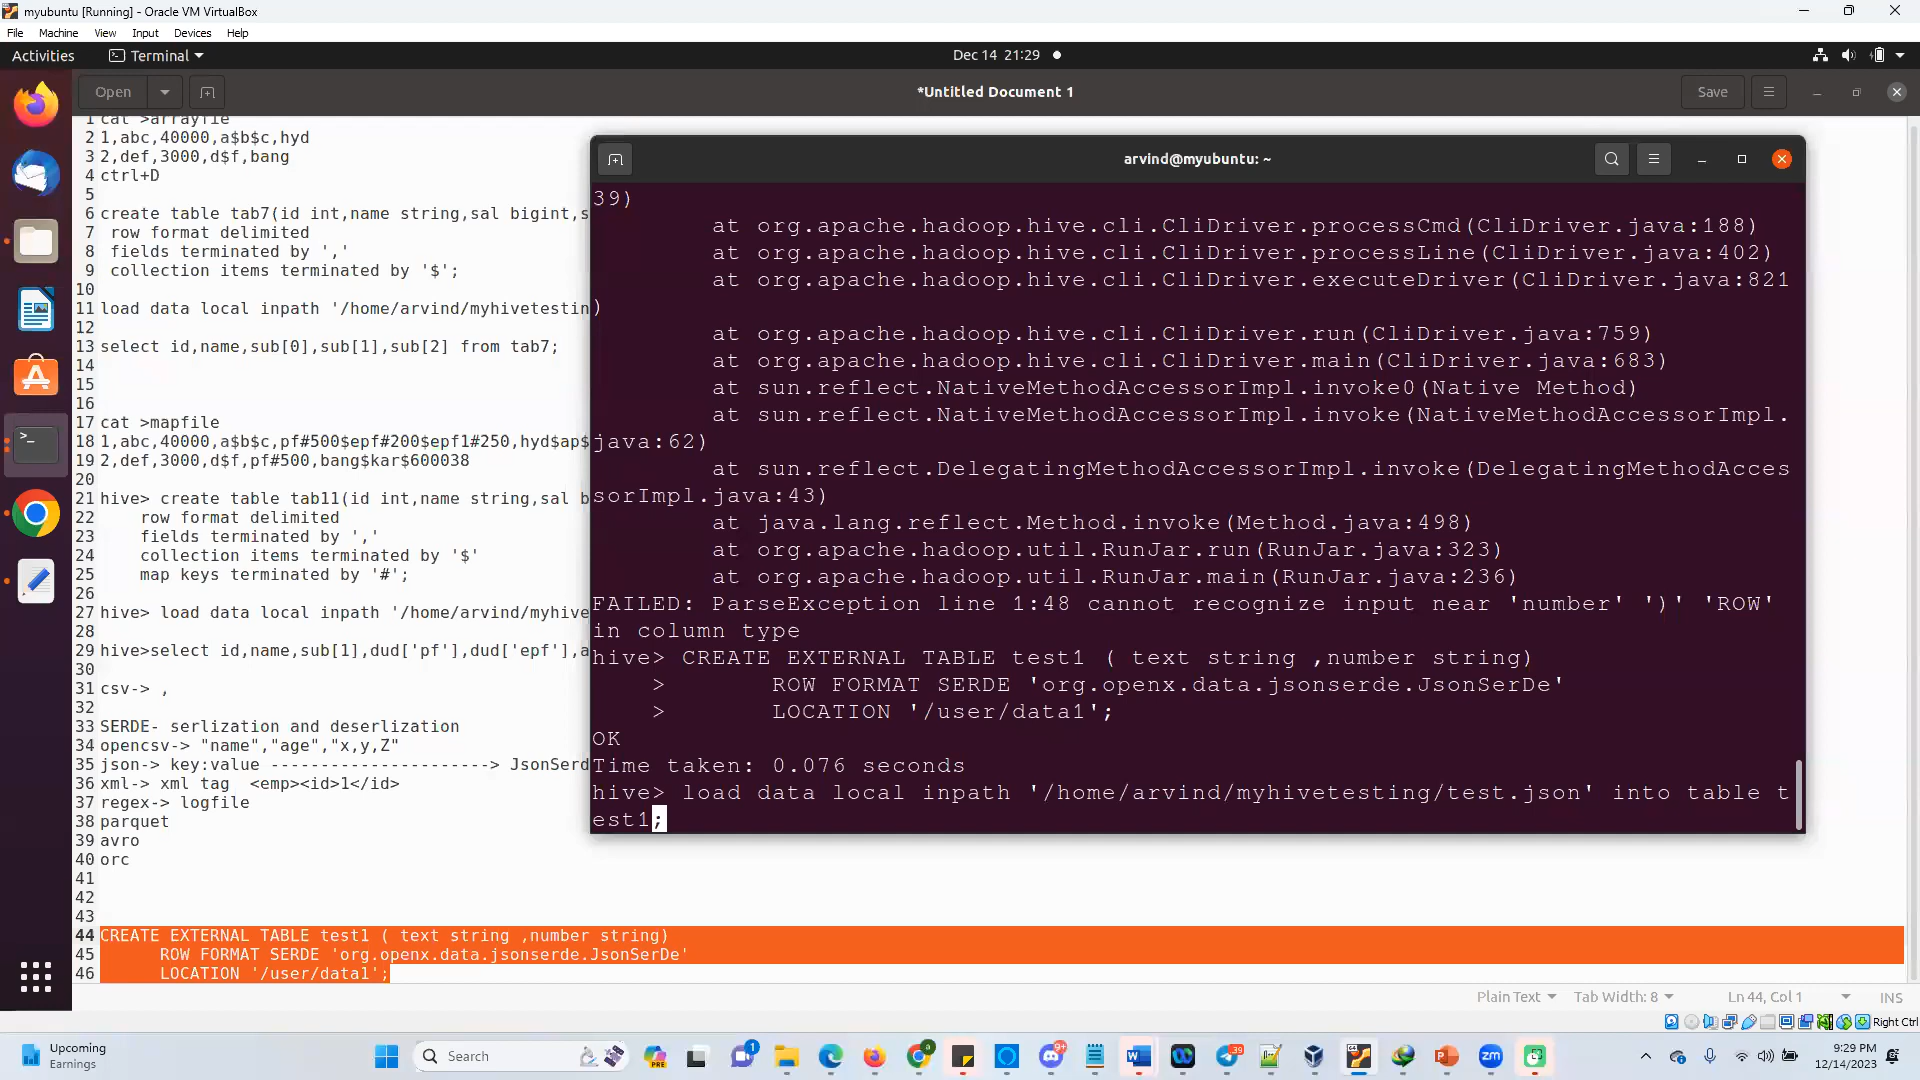 myubuntu [Running] - Oracle VM VirtualBox
File Machine View Input Devices Help
Activities Terminal Dec 14 21:29
Open *Untitled Document 1 Save
1 cat >arrayfie
2 1,abc,40000,a$b$c,hyd
3 2,def,3000,d$f,bang
4 ctrl+D
5
6 create table tab7(id int,name string,sal bigint,s
7 row format delimited
8 fields terminated by ','
9 collection items terminated by '$';
10
11 load data local inpath '/home/arvind/myhivetestin
12
13 select id,name,sub[0],sub[1],sub[2] from tab7;
14
15
16
17 cat >mapfile
18 1,abc,40000,a$b$c,pf#500$epf#200$epf1#250,hyd$ap$
19 2,def,3000,d$f,pf#500,bang$kar$600038
20
21 hive> create table tab11(id int,name string,sal b
22 row format delimited
23 fields terminated by ','
24 collection items terminated by '$'
25 map keys terminated by '#';
26
27 hive> load data local inpath '/home/arvind/myhive
28
29 hive>select id,name,sub[1],dud['pf'],dud['epf'],a
30
31 csv-> ,
32
33 SERDE- serlization and deserlization
34 opencsv-> "name","age","x,y,Z"
35 json-> key:value ----------------------> JsonSerd
36 xml-> xml tag <emp><id>1</id>
37 regex-> logfile
38 parquet
39 avro
40 orc
41
42
43
44 CREATE EXTERNAL TABLE test1 ( text string ,number string)
45 ROW FORMAT SERDE 'org.openx.data.jsonserde.JsonSerDe'
46 LOCATION '/user/data1';
arvind@myubuntu: ~
39)
at org.apache.hadoop.hive.cli.CliDriver.processCmd(CliDriver.java:188)
at org.apache.hadoop.hive.cli.CliDriver.processLine(CliDriver.java:402)
at org.apache.hadoop.hive.cli.CliDriver.executeDriver(CliDriver.java:821
)
at org.apache.hadoop.hive.cli.CliDriver.run(CliDriver.java:759)
at org.apache.hadoop.hive.cli.CliDriver.main(CliDriver.java:683)
at sun.reflect.NativeMethodAccessorImpl.invoke0(Native Method)
at sun.reflect.NativeMethodAccessorImpl.invoke(NativeMethodAccessorImpl.
java:62)
at sun.reflect.DelegatingMethodAccessorImpl.invoke(DelegatingMethodAcces
sorImpl.java:43)
at java.lang.reflect.Method.invoke(Method.java:498)
at org.apache.hadoop.util.RunJar.run(RunJar.java:323)
at org.apache.hadoop.util.RunJar.main(RunJar.java:236)
FAILED: ParseException line 1:48 cannot recognize input near 'number' ')' 'ROW'
in column type
hive> CREATE EXTERNAL TABLE test1 ( text string ,number string)
> ROW FORMAT SERDE 'org.openx.data.jsonserde.JsonSerDe'
> LOCATION '/user/data1';
OK
Time taken: 0.076 seconds
hive> load data local inpath '/home/arvind/myhivetesting/test.json' into table t
est1;
Plain Text Tab Width: 8 Ln 44, Col 1 INS
Right Ctrl
Upcoming
Earnings
Search
PRE
1
a
9+
39
zm
9:29 PM
12/14/2023